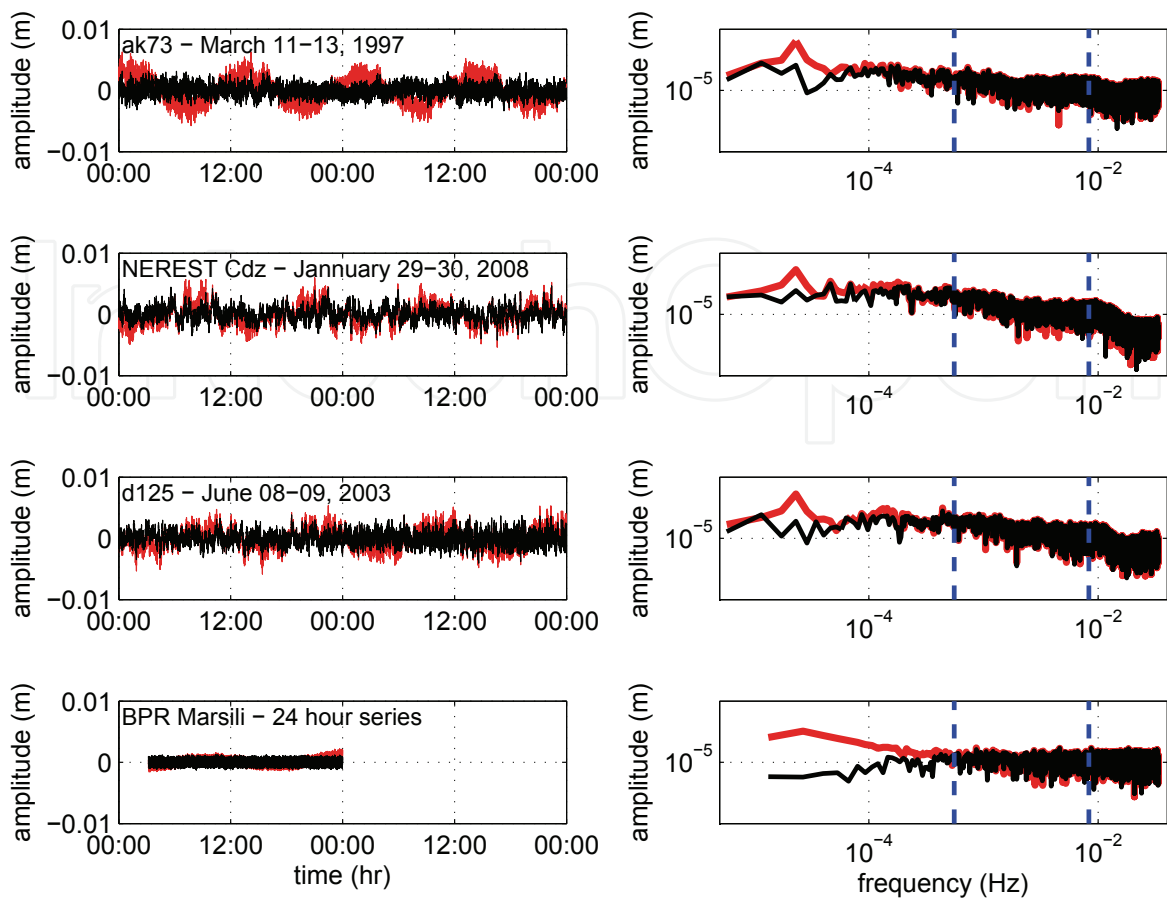 amplitude (m)
0.01
0
−0.01
ak73 − March 11−13, 1997
00:00 12:00 00:00 12:00 00:00
amplitude (m)
10−5
10−4 10−2
amplitude (m)
0.01
0
−0.01
NEREST Cdz − Jannuary 29−30, 2008
00:00 12:00 00:00 12:00 00:00
amplitude (m)
10−5
10−4 10−2
amplitude (m)
0.01
0
−0.01
d125 − June 08−09, 2003
00:00 12:00 00:00 12:00 00:00
amplitude (m)
10−5
10−4 10−2
amplitude (m)
0.01
0
−0.01
BPR Marsili − 24 hour series
00:00 12:00 00:00 12:00 00:00
time (hr)
amplitude (m)
10−5
10−4 10−2
frequency (Hz)